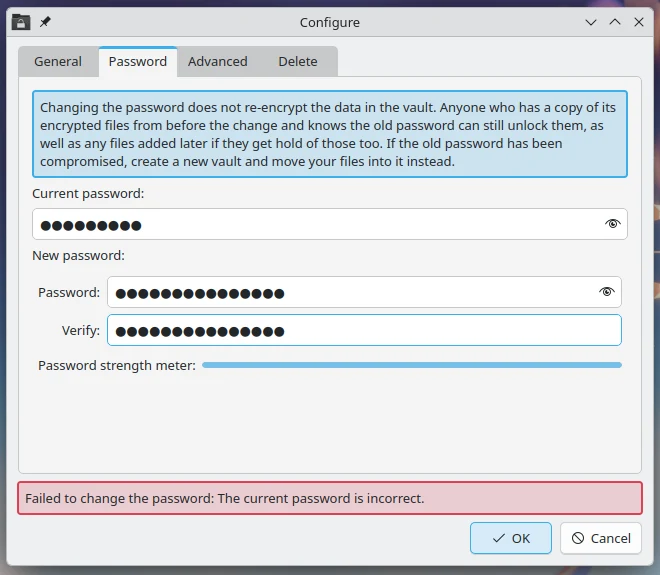 Configure
General
Password
Advanced
Delete
Changing the password does not re-encrypt the data in the vault. Anyone who has a copy of its
encrypted files from before the change and knows the old password can still unlock them, as
well as any files added later if they get hold of those too. If the old password has been
compromised, create a new vault and move your files into it instead.
Current password:
●●●●●●●●●
New password:
Password: ●●●●●●●●●●●●●●●
Verify: ●●●●●●●●●●●●●●●
Password strength meter:
Failed to change the password: The current password is incorrect.
OK
Cancel